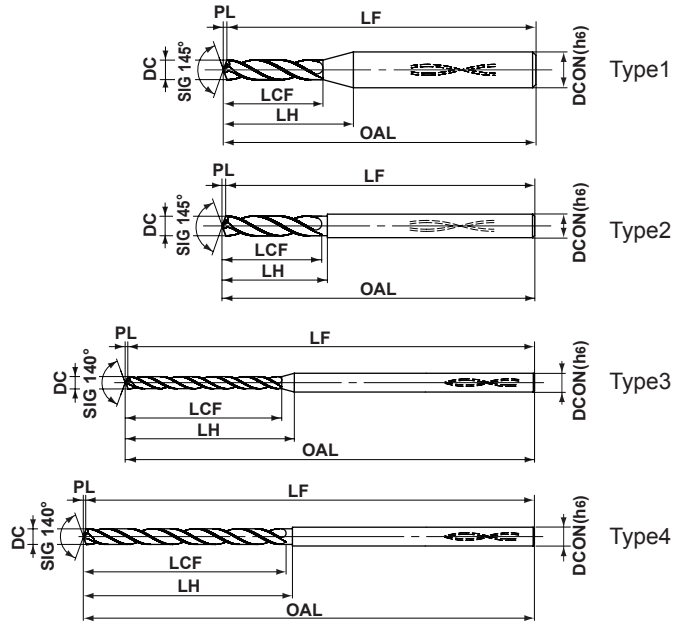 PL
LF
DC
SIG 145°
LCF
LH
OAL
DCON(h6)
Type1
PL
LF
DC
SIG 145°
LCF
LH
OAL
DCON(h6)
Type2
PL
LF
DC
SIG 140°
LCF
LH
OAL
DCON(h6)
Type3
PL
LF
DC
SIG 140°
LCF
LH
OAL
DCON(h6)
Type4